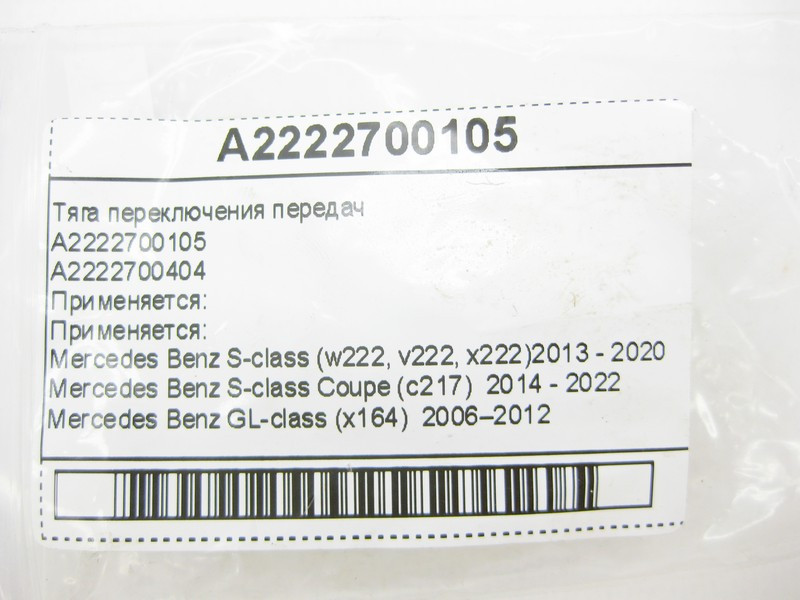 A2222700105
Тяга переключения передач
A2222700105
A2222700404
Применяется:
Применяется:
Mercedes Benz S-class (w222, v222, x222)2013 - 2020
Mercedes Benz S-class Coupe (c217) 2014 - 2022
Mercedes Benz GL-class (x164) 2006–2012